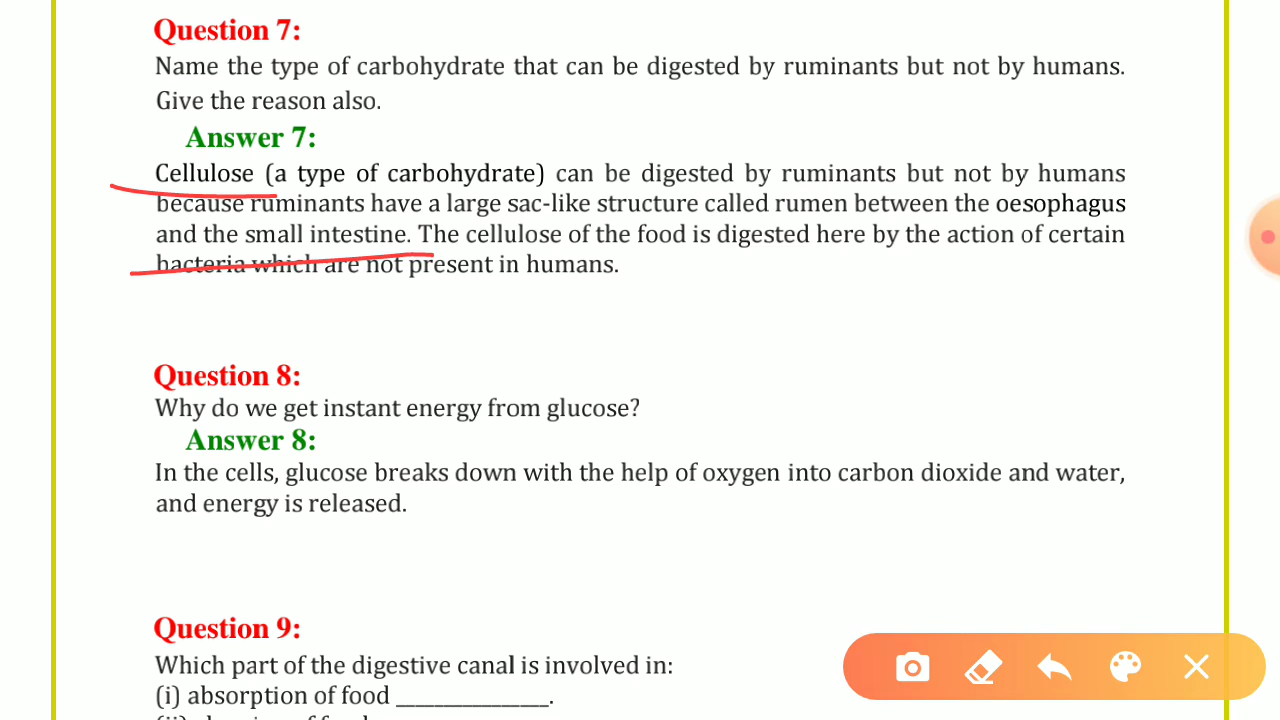 Question 7:
Name the type of carbohydrate that can be digested by ruminants but not by humans.
Give the reason also.
Answer 7:
Cellulose (a type of carbohydrate) can be digested by ruminants but not by humans
because ruminants have a large sac-like structure called rumen between the oesophagus
and the small intestine. The cellulose of the food is digested here by the action of certain
bacteria which are not present in humans.
Question 8:
Why do we get instant energy from glucose?
Answer 8:
In the cells, glucose breaks down with the help of oxygen into carbon dioxide and water,
and energy is released.
Question 9:
Which part of the digestive canal is involved in:
(i) absorption of food ________________.